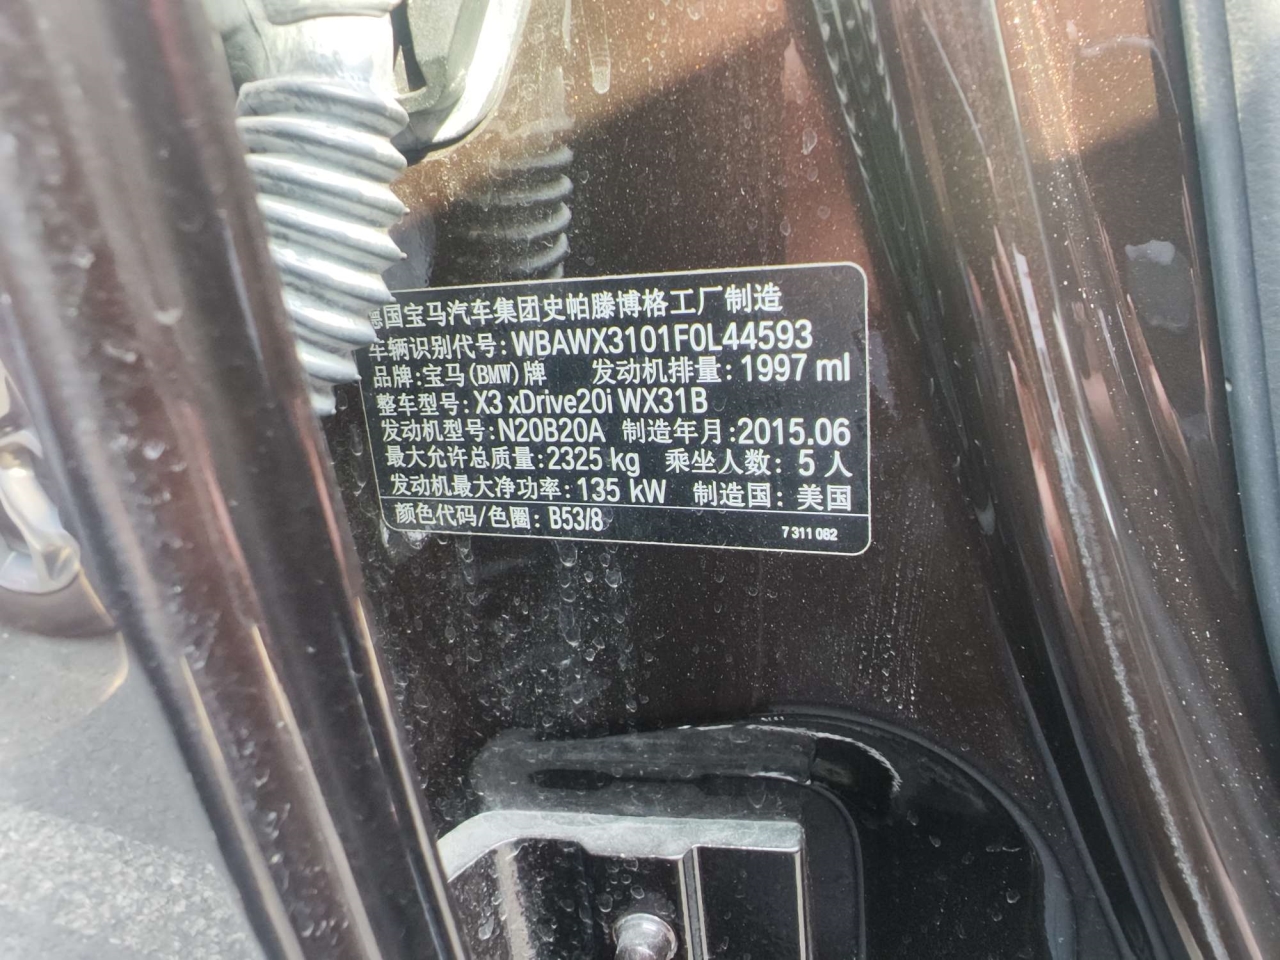 德国宝马汽车集团史帕滕博格工厂制造
车辆识别代号: WBAWX3101F0L44593
品牌:宝马(BMW)牌 发动机排量: 1997 ml
整车型号: X3 xDrive20i WX31B
发动机型号: N20B20A 制造年月: 2015.06
最大允许总质量: 2325 kg 乘坐人数: 5 人
发动机最大净功率: 135 kW 制造国: 美国
颜色代码/色圈: B53/8 7 311 082